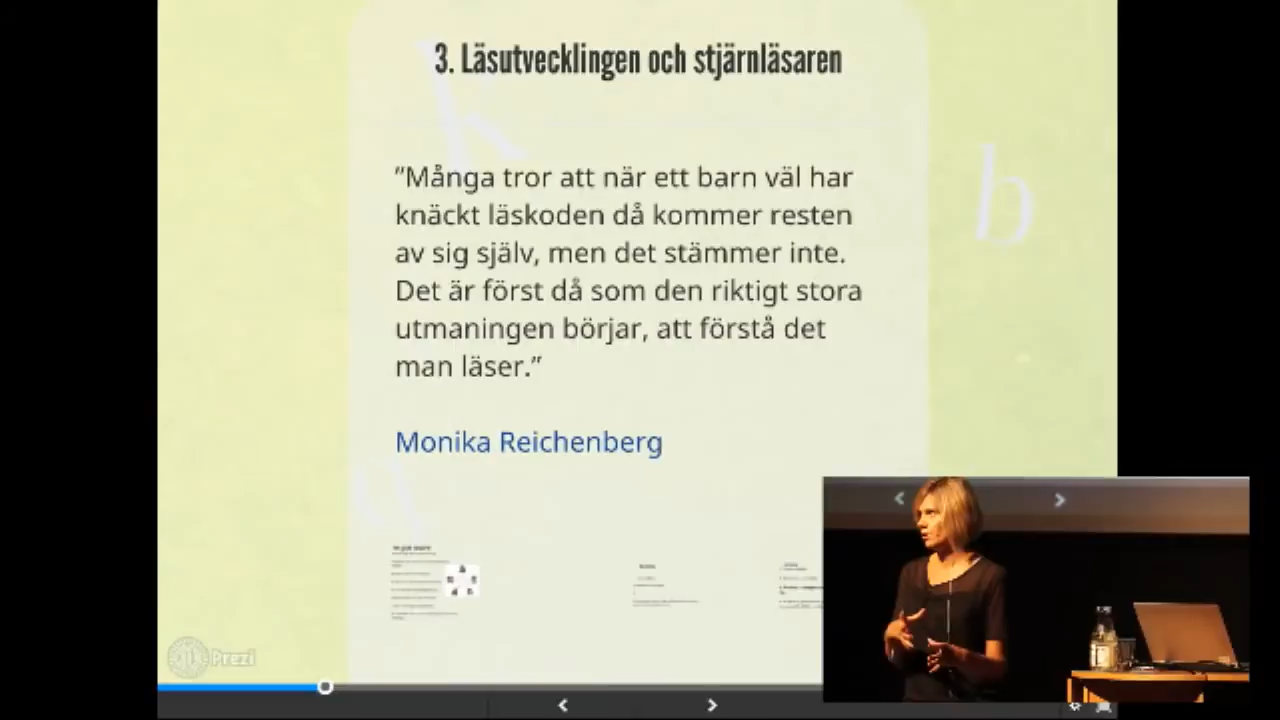 3. Läsutvecklingen och stjärnläsaren
”Många tror att när ett barn väl har
knäckt läskoden då kommer resten
av sig själv, men det stämmer inte.
Det är först då som den riktigt stora
utmaningen börjar, att förstå det
man läser.”
Monika Reichenberg
Prezi